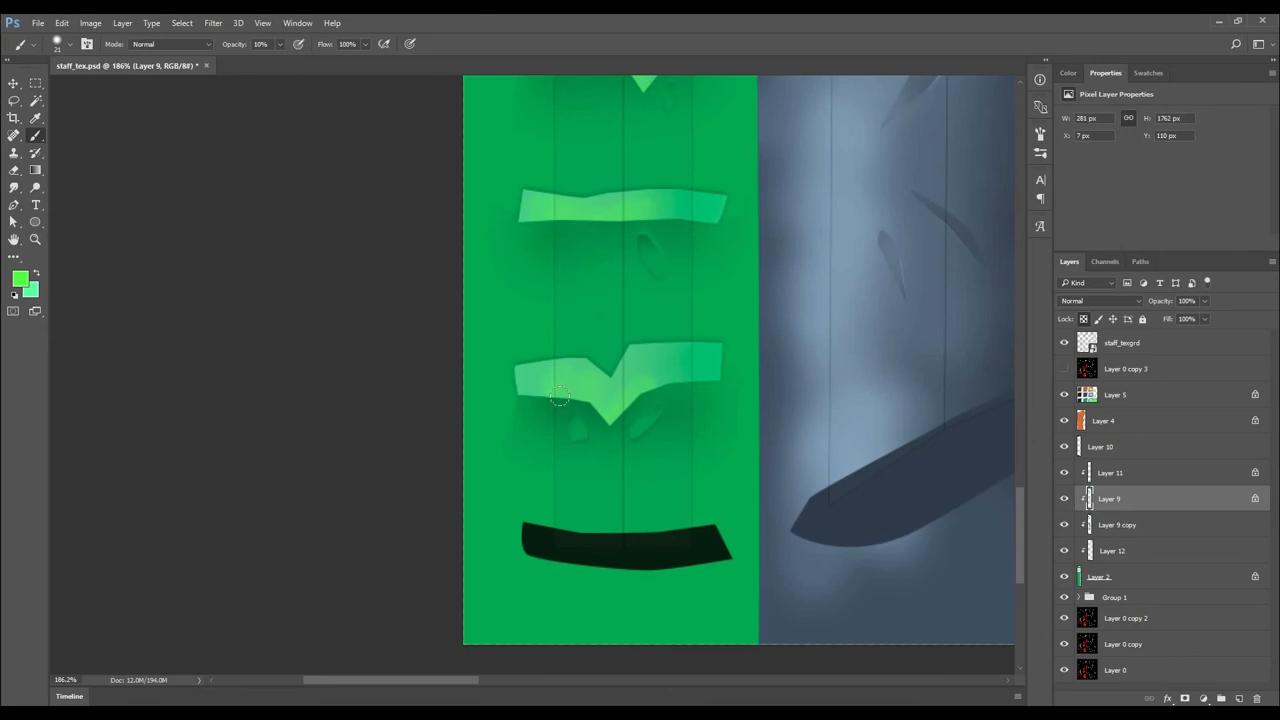 Ps File Edit Image Layer Type Select Filter 3D View Window Help
21 Mode: Normal Opacity: 10% Flow: 100%
staff_tex.psd @ 186% (Layer 9, RGB/8#) *
Color Properties Swatches
Pixel Layer Properties
W: 281 px H: 1762 px
X: 7 px Y: 110 px
Layers Channels Paths
Kind
Normal Opacity: 100%
Lock: Fill: 100%
staff_texgrd
Layer 0 copy 3
Layer 5
Layer 4
Layer 10
Layer 11
Layer 9
Layer 9 copy
Layer 12
Layer 2
Group 1
Layer 0 copy 2
Layer 0 copy
Layer 0
186.2% Doc: 12.0M/194.0M
Timeline